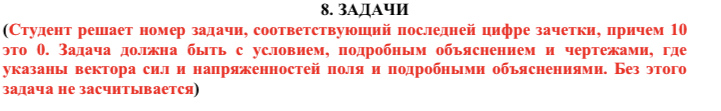 8. ЗАДАЧИ
(Студент решает номер задачи, соответствующий последней цифре зачетки, причем 10
это 0. Задача должна быть с условием, подробным объяснением и чертежами, где
указаны вектора сил и напряженностей поля и подробными объяснениями. Без этого
задача не засчитывается)